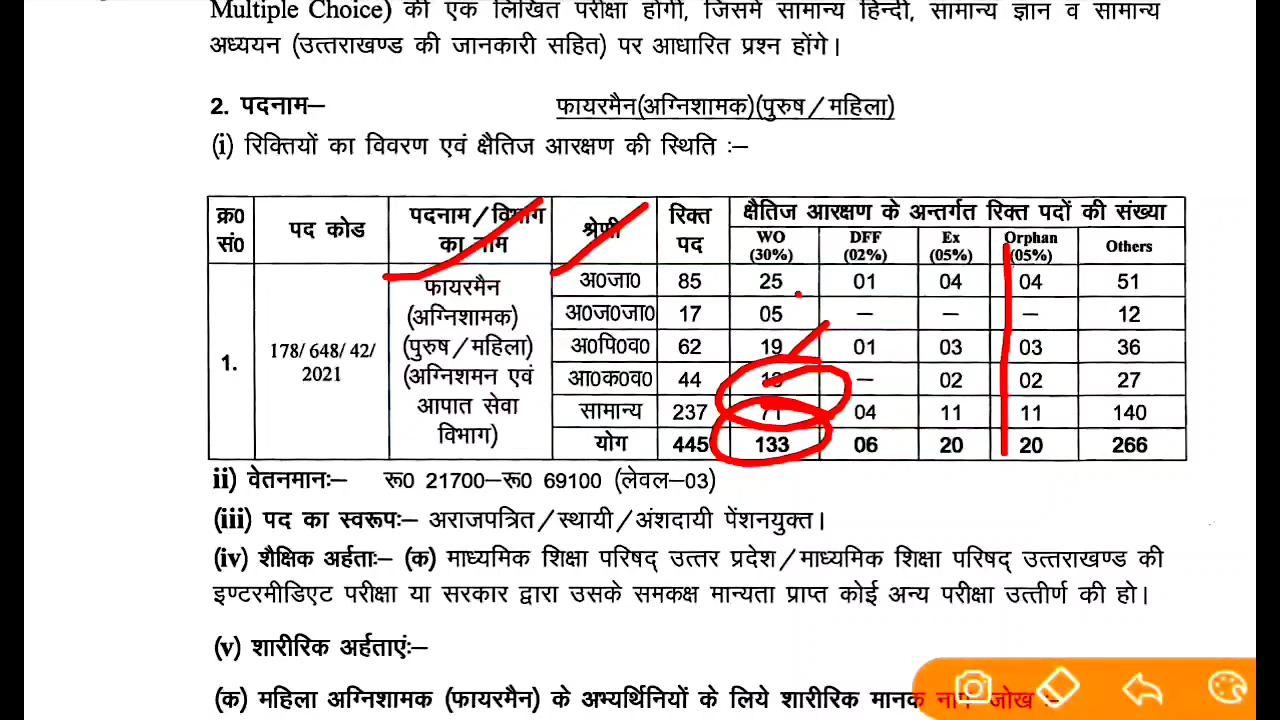 Multiple Choice) की एक लिखित परीक्षा होगी, जिसमें सामान्य हिन्दी, सामान्य ज्ञान व सामान्य
अध्ययन (उत्तराखण्ड की जानकारी सहित) पर आधारित प्रश्न होंगे।
2. पदनाम– फायरमैन(अग्निशामक)(पुरुष/महिला)
(i) रिक्तियों का विवरण एवं क्षैतिज आरक्षण की स्थिति :–
क्र0 सं0 पद कोड पदनाम/विभाग का नाम श्रेणी रिक्त पद क्षैतिज आरक्षण के अन्तर्गत रिक्त पदों की संख्या
WO (30%) DFF (02%) Ex (05%) Orphan (05%) Others
1. 178/ 648/ 42/ 2021 फायरमैन (अग्निशामक) (पुरुष/महिला) (अग्निशमन एवं आपात सेवा विभाग)
अ0जा0 85 25 01 04 04 51
अ0ज0जा0 17 05 – – – 12
अ0पि0व0 62 19 01 03 03 36
आ0क0व0 44 – 02 02 27
सामान्य 237 71 04 11 11 140
योग 445 133 06 20 20 266
ii) वेतनमानः– रू0 21700–रू0 69100 (लेवल–03)
(iii) पद का स्वरूपः– अराजपत्रित/स्थायी/अंशदायी पेंशनयुक्त।
(iv) शैक्षिक अर्हताः– (क) माध्यमिक शिक्षा परिषद् उत्तर प्रदेश/माध्यमिक शिक्षा परिषद् उत्तराखण्ड की
इण्टरमीडिएट परीक्षा या सरकार द्वारा उसके समकक्ष मान्यता प्राप्त कोई अन्य परीक्षा उत्तीर्ण की हो।
(v) शारीरिक अर्हताएंः–
(क) महिला अग्निशामक (फायरमैन) के अभ्यर्थिनियों के लिये शारीरिक मानक नाप जोख :–